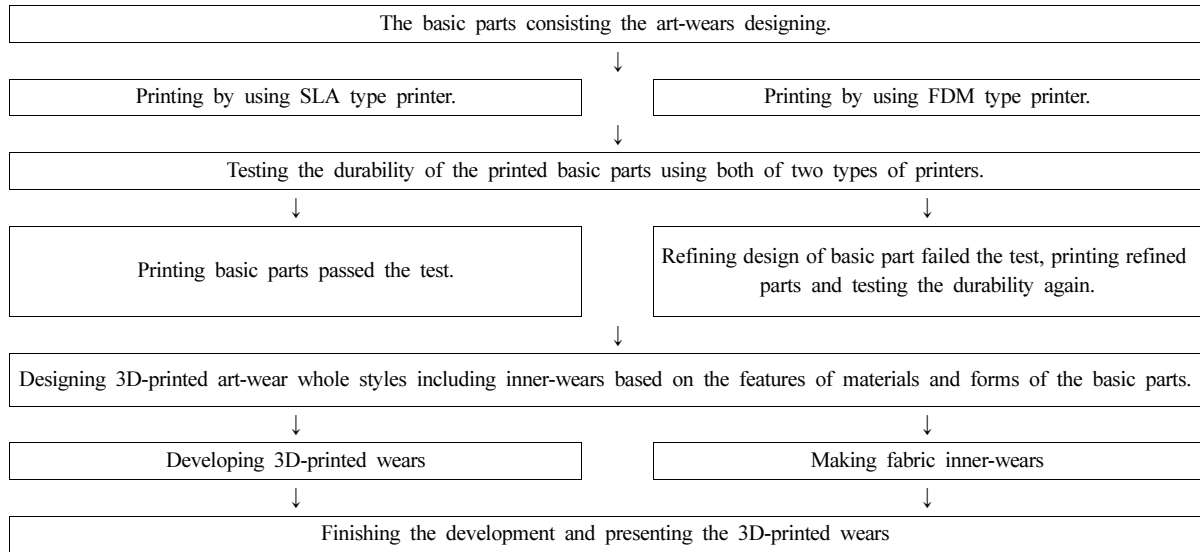 The basic parts consisting the art-wears designing.
↓
Printing by using SLA type printer.
Printing by using FDM type printer.
↓
Testing the durability of the printed basic parts using both of two types of printers.
↓
↓
Printing basic parts passed the test.
Refining design of basic part failed the test, printing refined
parts and testing the durability again.
↓
Designing 3D-printed art-wear whole styles including inner-wears based on the features of materials and forms of the basic parts.
↓
↓
Developing 3D-printed wears
Making fabric inner-wears
↓
↓
Finishing the development and presenting the 3D-printed wears